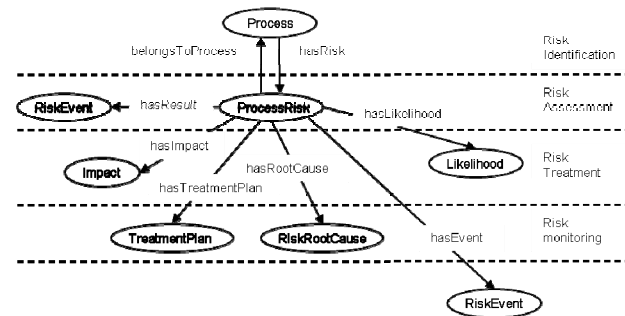 Process
belongsToProcess
hasRisk
Risk
Identification
RiskEvent
hasResult
ProcessRisk
hasLikelihood
Risk
Assessment
hasImpact
Impact
hasRootCause
Likelihood
Risk
Treatment
hasTreatmentPlan
TreatmentPlan
RiskRootCause
hasEvent
Risk
monitoring
RiskEvent